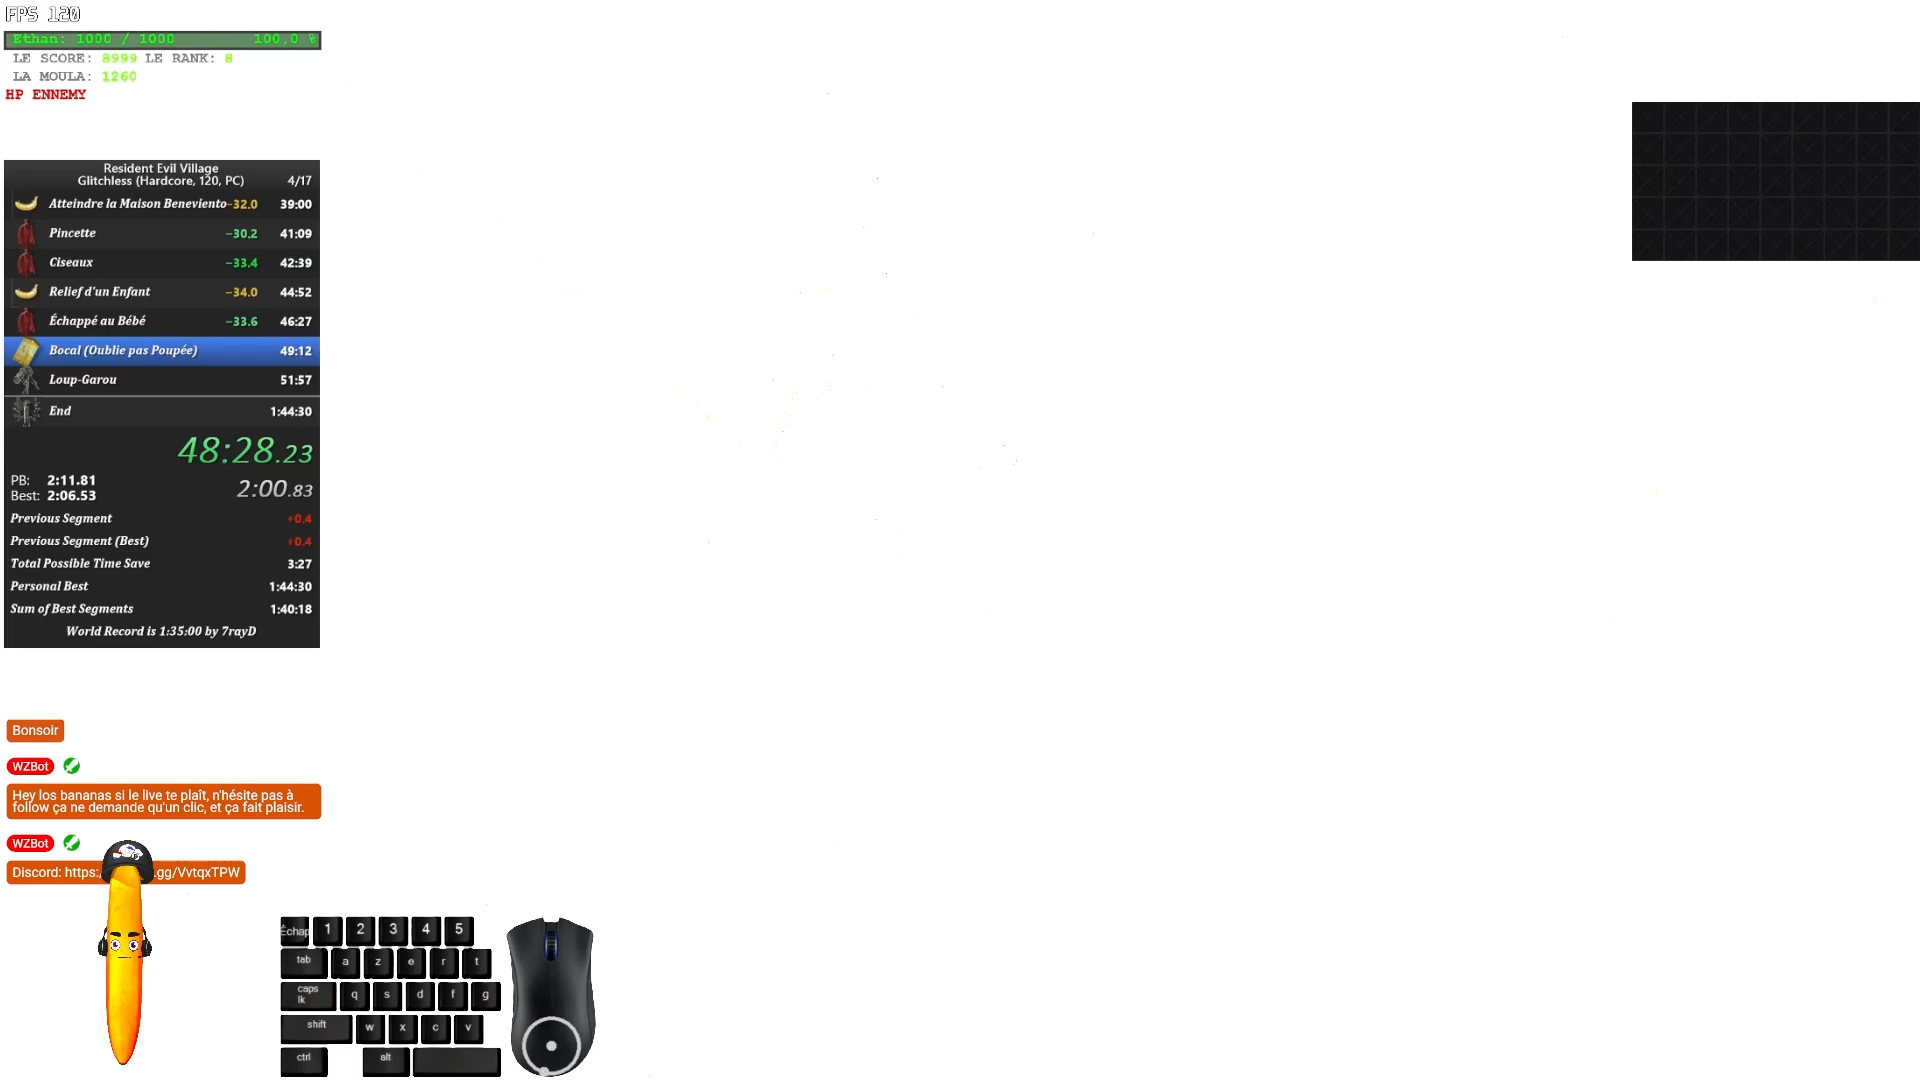 FPS 120
Ethan: 1000 / 1000 100,0 %
LE SCORE: 8999 LE RANK: 8
LA MOULA: 1260
HP ENNEMY
Resident Evil Village
Glitchless (Hardcore, 120, PC) 4/17
Atteindre la Maison Beneviento -32.0 39:00
Pincette -30.2 41:09
Ciseaux -33.4 42:39
Relief d'un Enfant -34.0 44:52
Échappé au Bébé -33.6 46:27
Bocal (Oublie pas Poupée) 49:12
Loup-Garou 51:57
End 1:44:30
48:28.23
PB: 2:11.81
Best: 2:06.53
2:00.83
Previous Segment +0.4
Previous Segment (Best) +0.4
Total Possible Time Save 3:27
Personal Best 1:44:30
Sum of Best Segments 1:40:18
World Record is 1:35:00 by 7rayD
Bonsoir
WZBot
Hey los bananas si le live te plaît, n'hésite pas à
follow ça ne demande qu'un clic, et ça fait plaisir.
WZBot
Discord: https: .gg/VvtqxTPW
Échap 1 2 3 4 5
tab a z e r t
caps lk q s d f g
shift w x c v
ctrl alt